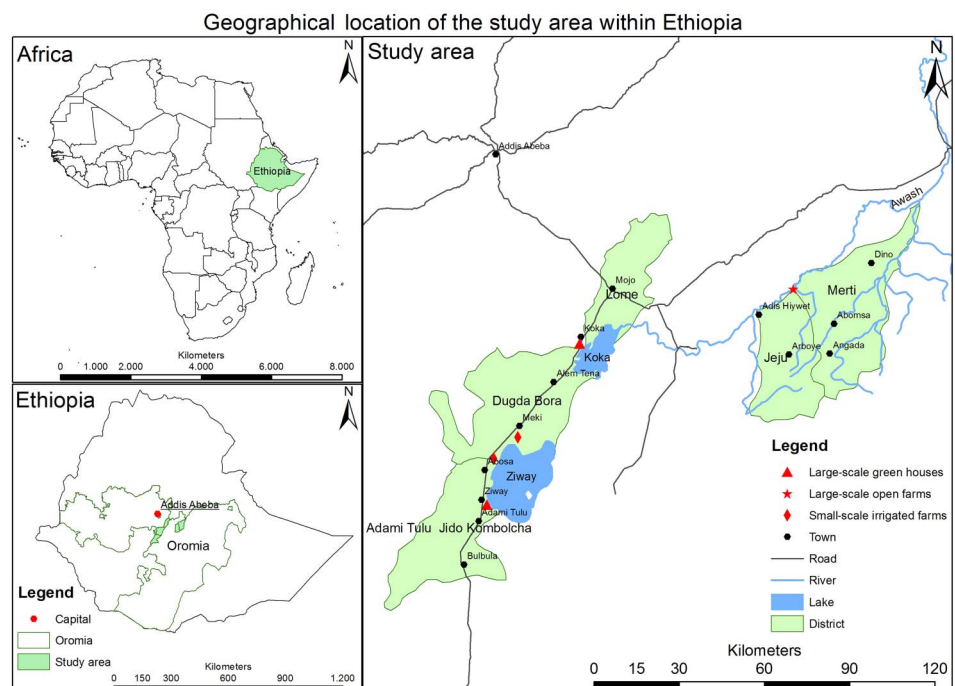 Geographical location of the study area within Ethiopia
Africa
N
Ethiopia
Kilometers
0 1.000 2.000 4.000 6.000 8.000
Ethiopia
N
Addis Abeba
Oromia
Legend
Capital
Oromia
Study area
Kilometers
0 150 300 600 900 1.200
Study area
N
Addis Abeba
Awash
Dino
Mojo
Lome
Merti
Adis Hiywet
Abomsa
Koka
Koka
Arboye
Angada
Jeju
Alem Tena
Dugda Bora
Meki
Abosa
Ziway
Ziway
Adami Tulu
Adami Tulu Jido Kombolcha
Bulbula
Legend
Large-scale green houses
Large-scale open farms
Small-scale irrigated farms
Town
Road
River
Lake
District
Kilometers
0 15 30 60 90 120